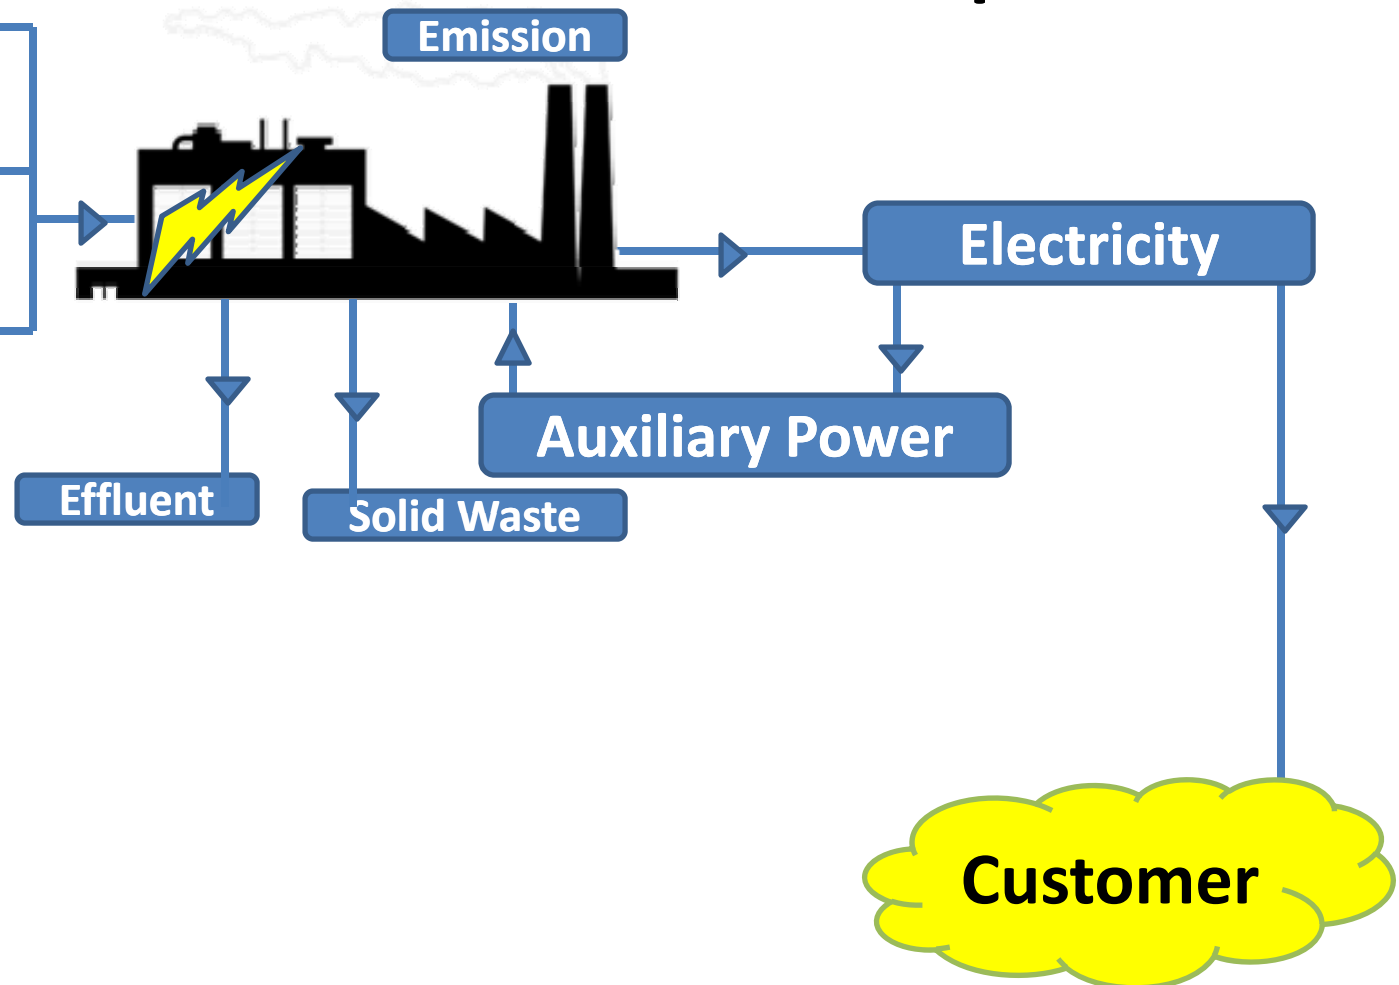 Emission
Electricity
Auxiliary Power
Effluent
Solid Waste
Customer